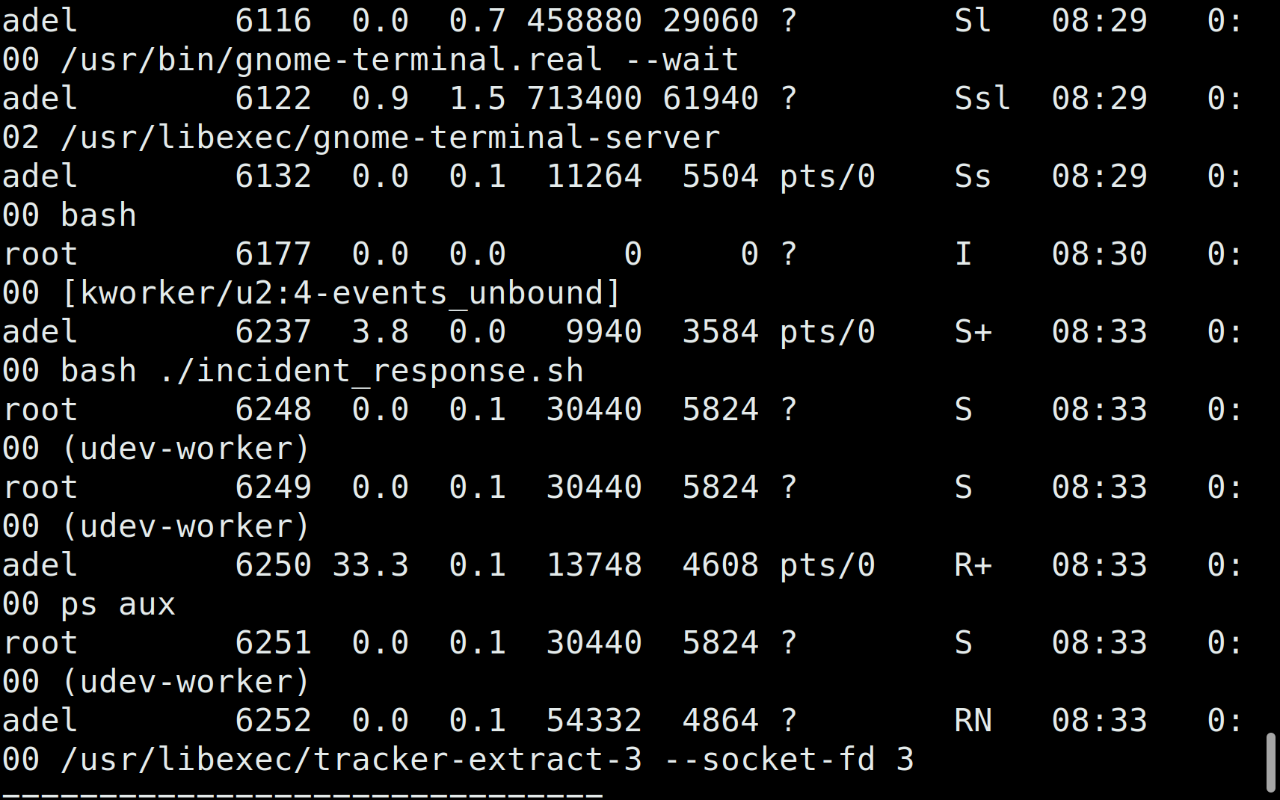 adel        6116  0.0  0.7 458880 29060 ?        Sl   08:29   0:
00 /usr/bin/gnome-terminal.real --wait
adel        6122  0.9  1.5 713400 61940 ?        Ssl  08:29   0:
02 /usr/libexec/gnome-terminal-server
adel        6132  0.0  0.1  11264  5504 pts/0    Ss   08:29   0:
00 bash
root        6177  0.0  0.0      0     0 ?        I    08:30   0:
00 [kworker/u2:4-events_unbound]
adel        6237  3.8  0.0   9940  3584 pts/0    S+   08:33   0:
00 bash ./incident_response.sh
root        6248  0.0  0.1  30440  5824 ?        S    08:33   0:
00 (udev-worker)
root        6249  0.0  0.1  30440  5824 ?        S    08:33   0:
00 (udev-worker)
adel        6250 33.3  0.1  13748  4608 pts/0    R+   08:33   0:
00 ps aux
root        6251  0.0  0.1  30440  5824 ?        S    08:33   0:
00 (udev-worker)
adel        6252  0.0  0.1  54332  4864 ?        RN   08:33   0:
00 /usr/libexec/tracker-extract-3 --socket-fd 3
-------------------------------